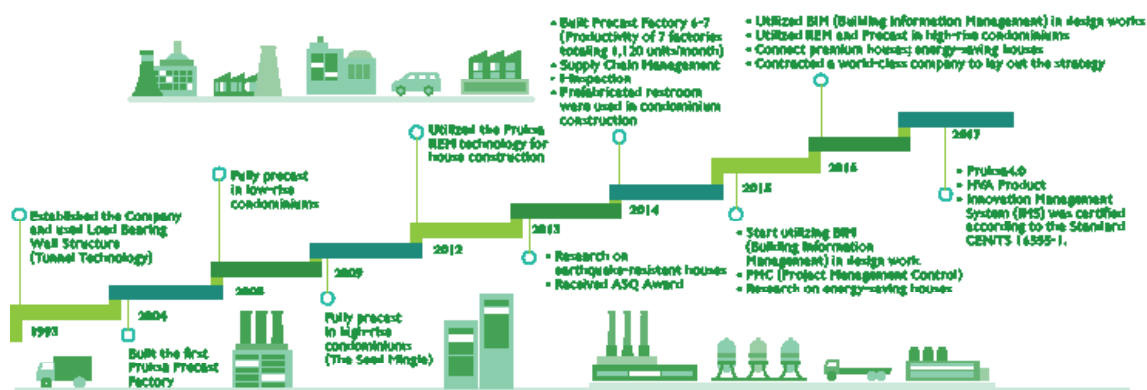 Established the Company
and used Load Bearing
Wall Structure
(Tunnel Technology)
1993
2004
Built the first
Pruksa Precast
Factory
Fully precast
in low-rise
condominiums
2009
Fully precast
in high-rise
condominiums
(The Seed Mingle)
Utilized the Pruksa
REM technology for
house construction
2012
2013
• Research on
earthquake-resistant houses
• Received ASQ Award
• Built Precast Factory 6-7
(Productivity of 7 factories
totaling 1,120 units/month)
• Supply Chain Management
• I-Inspection
• Prefabricated restroom
were used in condominium
construction
2014
2015
• Start utilizing BIM
(Building Information
Management) in design work
• PMC (Project Management Control)
• Research on energy-saving houses
• Utilized BIM (Building Information Management) in design works
• Utilized REM and Precast in high-rise condominiums
• Connect premium houses; energy-saving houses
• Contracted a world-class company to lay out the strategy
2016
2017
• Pruksa4.0
• HVA Product
• Innovation Management
System (IMS) was certified
according to the Standard
CEN/TS 16555-1.